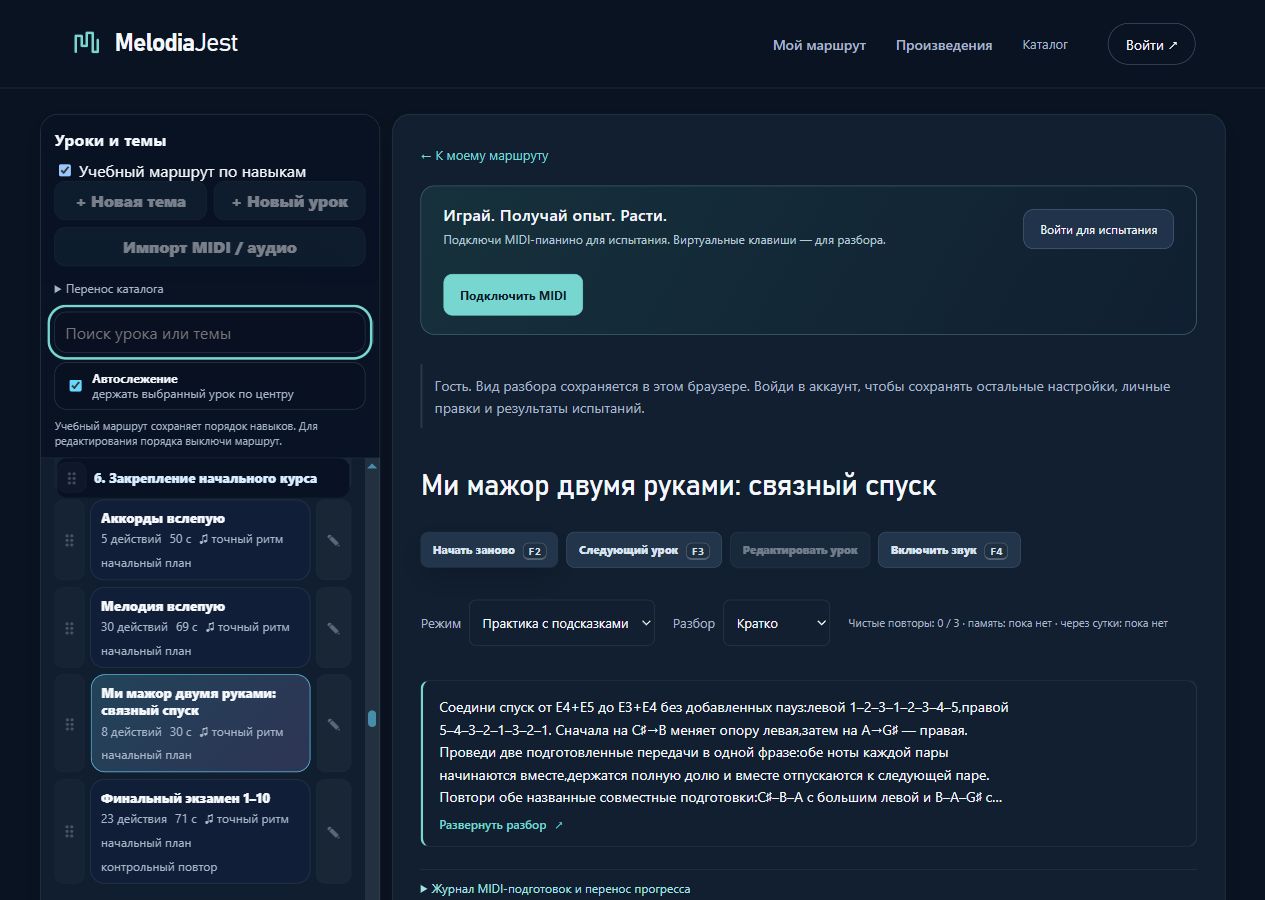 MelodiaJest
Мой маршрут
Произведения
Каталог
Войти ↗
Уроки и темы
Учебный маршрут по навыкам
+ Новая тема
+ Новый урок
Импорт MIDI / аудио
▸ Перенос каталога
Поиск урока или темы
Автослежение
держать выбранный урок по центру
Учебный маршрут сохраняет порядок навыков. Для
редактирования порядка выключи маршрут.
6. Закрепление начального курса
Аккорды вслепую
5 действий 50 с ♫ точный ритм
начальный план
Мелодия вслепую
30 действий 69 с ♫ точный ритм
начальный план
Ми мажор двумя руками:
связный спуск
8 действий 30 с ♫ точный ритм
начальный план
Финальный экзамен 1–10
23 действия 71 с ♫ точный ритм
начальный план
контрольный повтор
← К моему маршруту
Играй. Получай опыт. Расти.
Подключи MIDI-пианино для испытания. Виртуальные клавиши — для разбора.
Войти для испытания
Подключить MIDI
Гость. Вид разбора сохраняется в этом браузере. Войди в аккаунт, чтобы сохранять остальные настройки, личные
правки и результаты испытаний.
Ми мажор двумя руками: связный спуск
Начать заново F2
Следующий урок F3
Редактировать урок
Включить звук F4
Режим
Практика с подсказками
Разбор
Кратко
Чистые повторы: 0 / 3 · память: пока нет · через сутки: пока нет
Соедини спуск от E4+E5 до E3+E4 без добавленных пауз:левой 1–2–3–1–2–3–4–5,правой
5–4–3–2–1–3–2–1. Сначала на C♯→B меняет опору левая,затем на A→G♯ — правая.
Проведи две подготовленные передачи в одной фразе:обе ноты каждой пары
начинаются вместе,держатся полную долю и вместе отпускаются к следующей паре.
Повтори обе названные совместные подготовки:C♯–B–A с большим левой и B–A–G♯ с...
Развернуть разбор ↗
▸ Журнал MIDI-подготовок и перенос прогресса